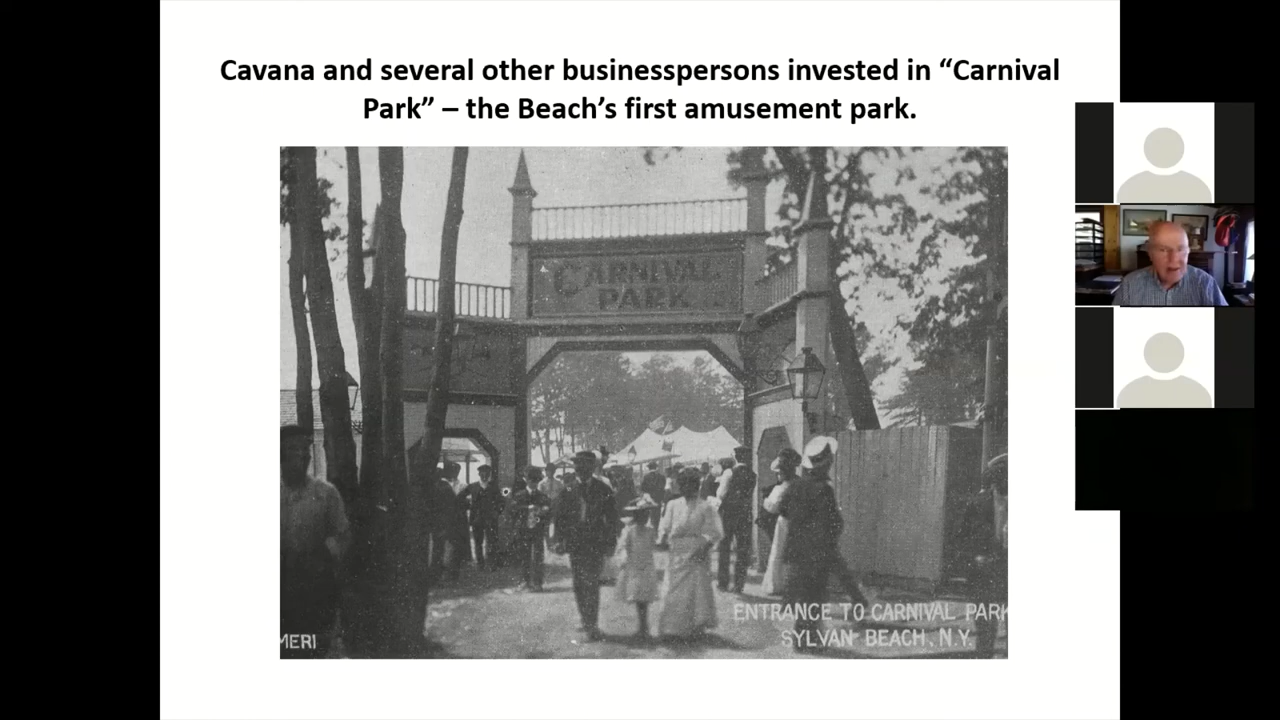 Cavana and several other businesspersons invested in “Carnival
Park” – the Beach’s first amusement park.
CARNIVAL
PARK
ENTRANCE TO CARNIVAL PARK
SYLVAN BEACH, N.Y.
MERI